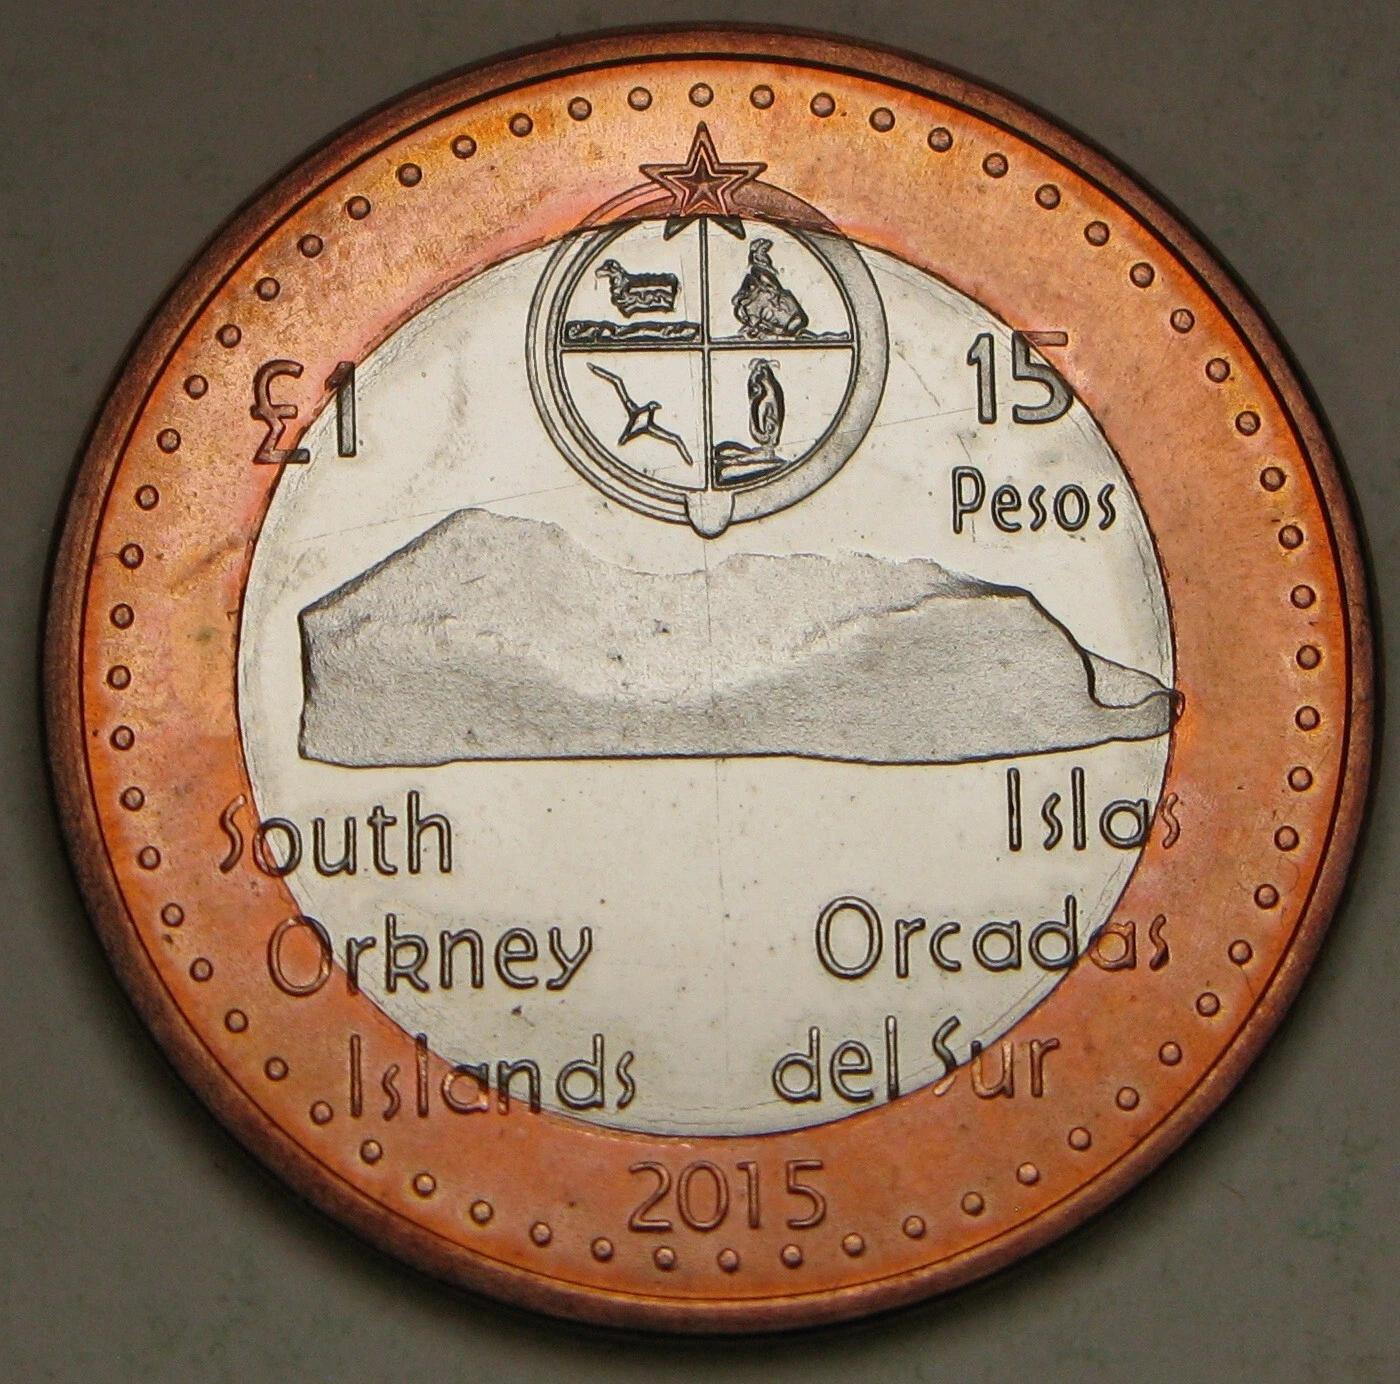 £1
15
Pesos
South
Orkney
Islands
Islas
Orcadas
del Sur
2015